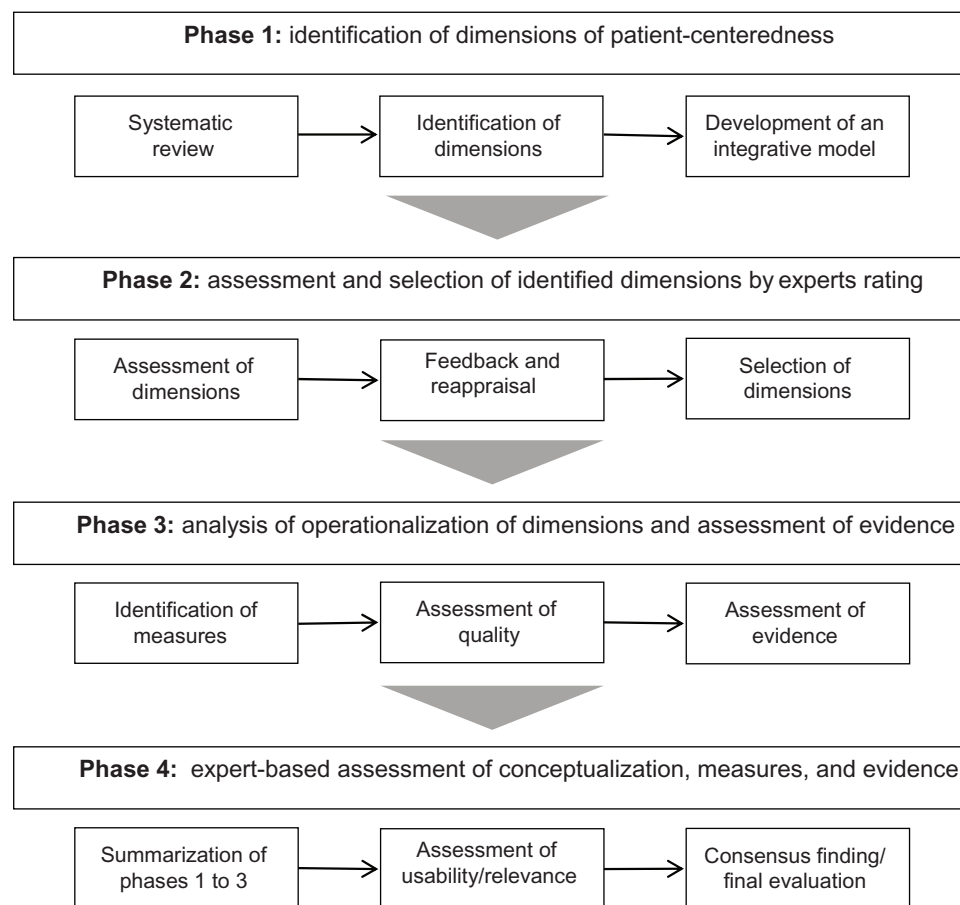 Phase 1: identification of dimensions of patient-centeredness
Systematic
review
Identification of
dimensions
Development of an
integrative model
Phase 2: assessment and selection of identified dimensions by experts rating
Assessment of
dimensions
Feedback and
reappraisal
Selection of
dimensions
Phase 3: analysis of operationalization of dimensions and assessment of evidence
Identification of
measures
Assessment of
quality
Assessment of
evidence
Phase 4: expert-based assessment of conceptualization, measures, and evidence
Summarization of
phases 1 to 3
Assessment of
usability/relevance
Consensus finding/
final evaluation